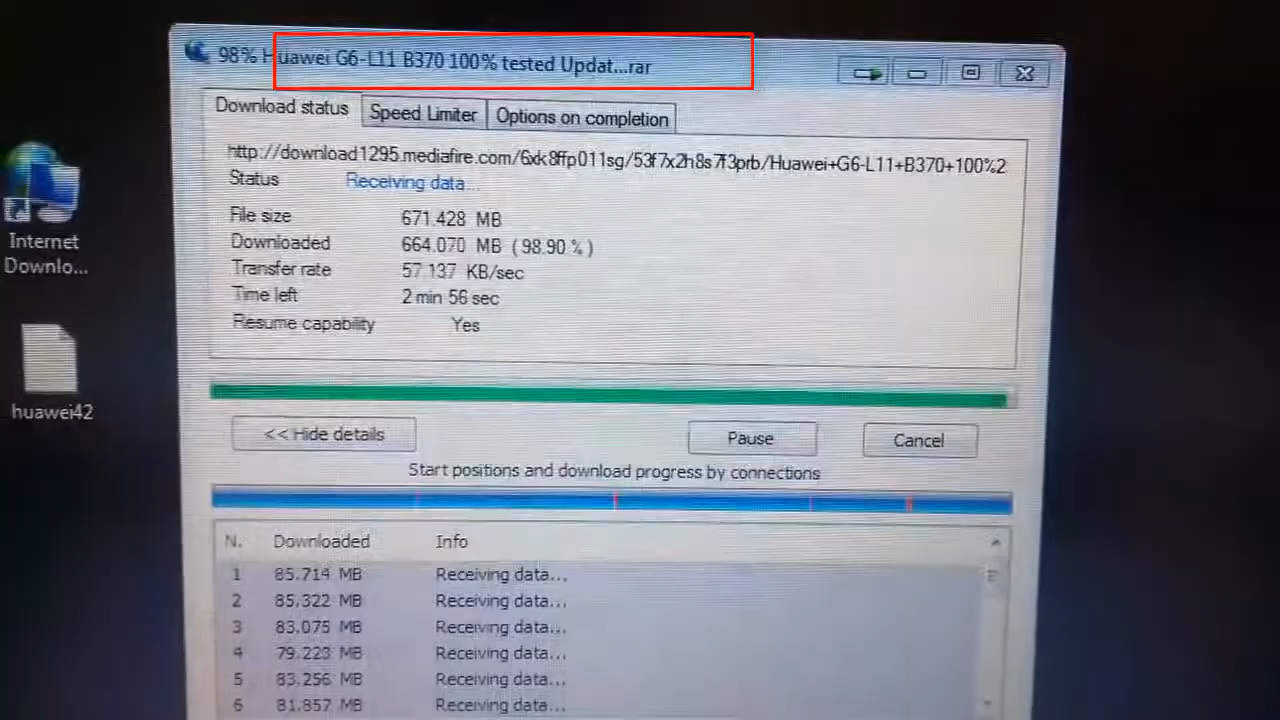 98% Huawei G6-L11 B370 100% tested Updat...rar
Download status Speed Limiter Options on completion
http://download1295.mediafire.com/6xk8ffp011sg/53f7x2h8s7f3prb/Huawei+G6-L11+B370+100%2
Status Receiving data...
File size 671.428 MB
Downloaded 664.070 MB ( 98.90 % )
Transfer rate 57.137 KB/sec
Time left 2 min 56 sec
Resume capability Yes
Internet
Downlo...
huawei42
<< Hide details Pause Cancel
Start positions and download progress by connections
N. Downloaded Info
1 85.714 MB Receiving data...
2 85.322 MB Receiving data...
3 83.075 MB Receiving data...
4 79.223 MB Receiving data...
5 83.256 MB Receiving data...
6 81.857 MB Receiving data...